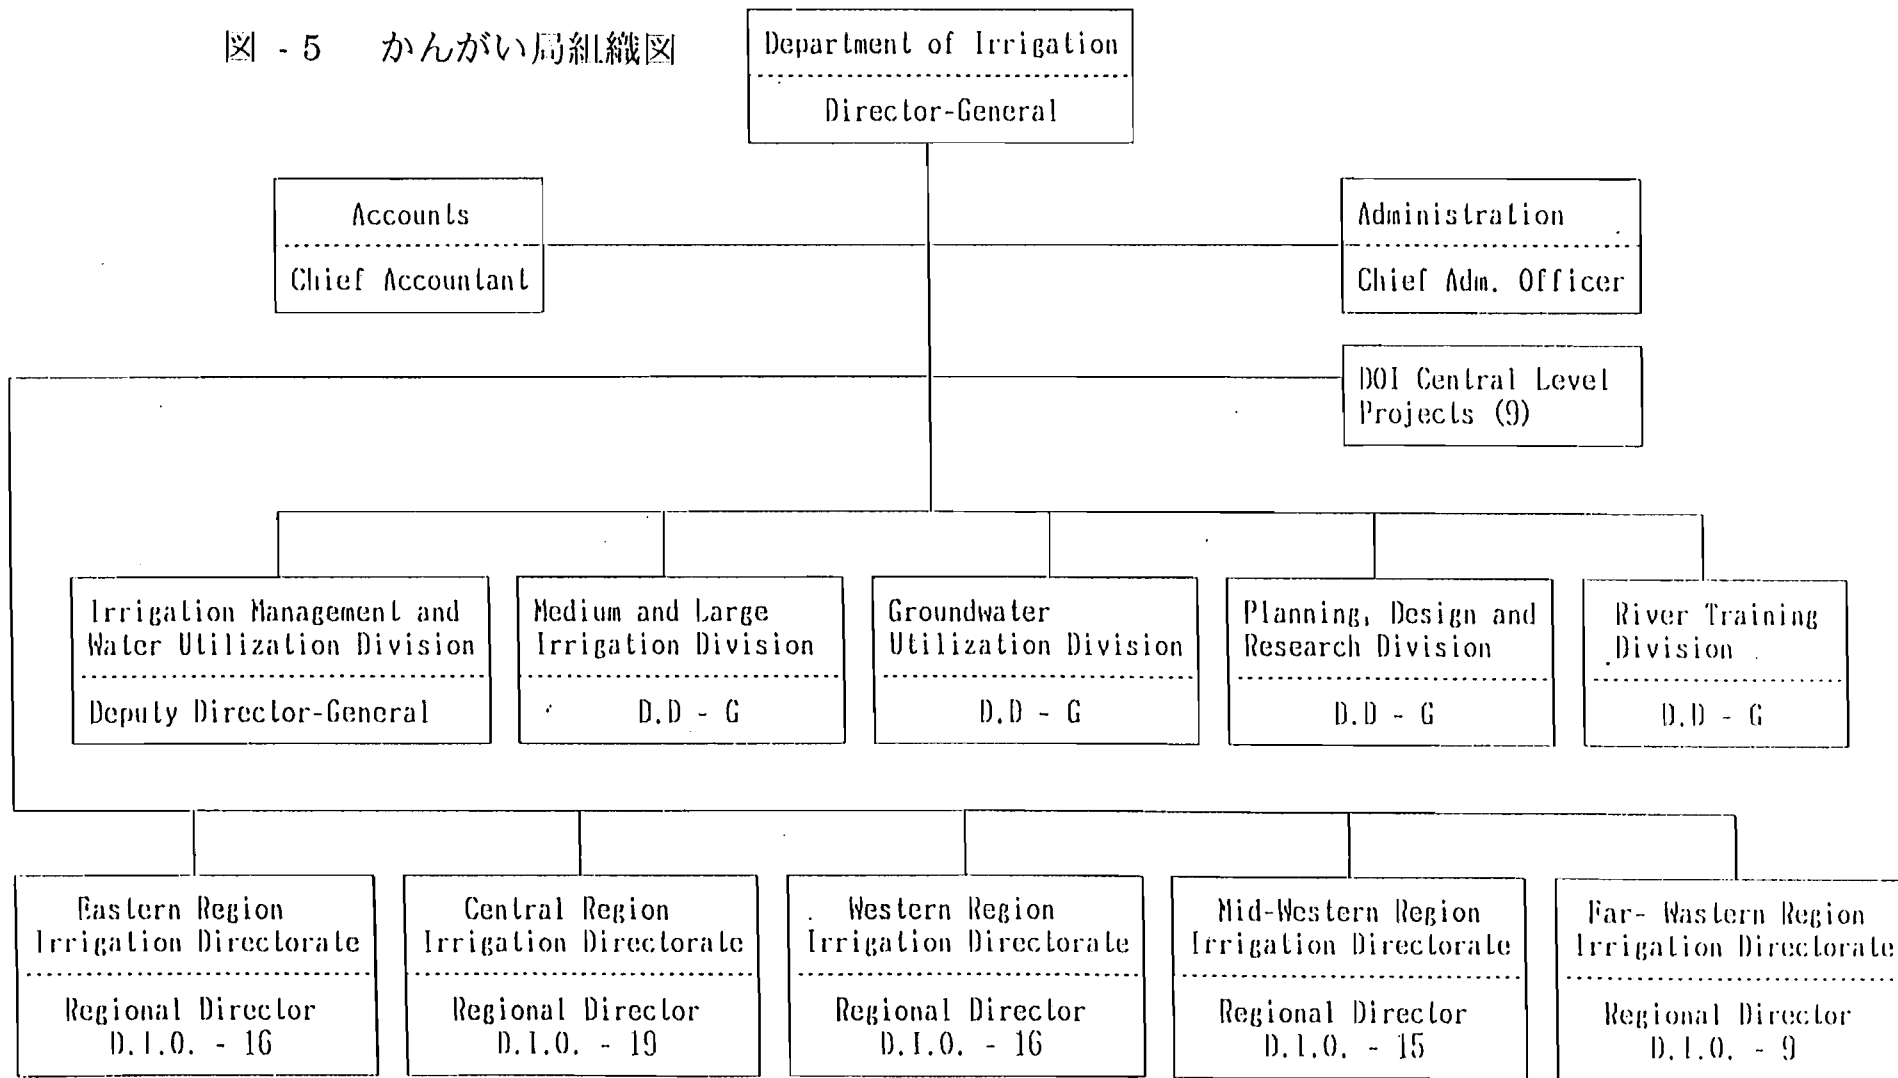 図 - 5 かんがい局組織図
Department of Irrigation
Director-General
Accounts
Chief Accountant
Administration
Chief Adm. Officer
DOI Central Level
Projects (9)
Irrigation Management and
Water Utilization Division
Deputy Director-General
Medium and Large
Irrigation Division
D.D - G
Groundwater
Utilization Division
D.D - G
Planning, Design and
Research Division
D.D - G
River Training
Division
D.D - G
Eastern Region
Irrigation Directorate
Regional Director
D.I.O. - 16
Central Region
Irrigation Directorate
Regional Director
D.I.O. - 19
Western Region
Irrigation Directorate
Regional Director
D.I.O. - 16
Mid-Western Region
Irrigation Directorate
Regional Director
D.I.O. - 15
Far- Wastern Region
Irrigation Directorate
Regional Director
D.I.O. - 9